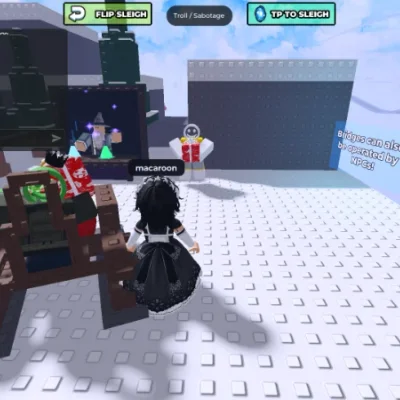 FLIP SLEIGH
Troll / Sabotage
TP TO SLEIGH
macaroon
Bridges can also
be operated by
NPCs!